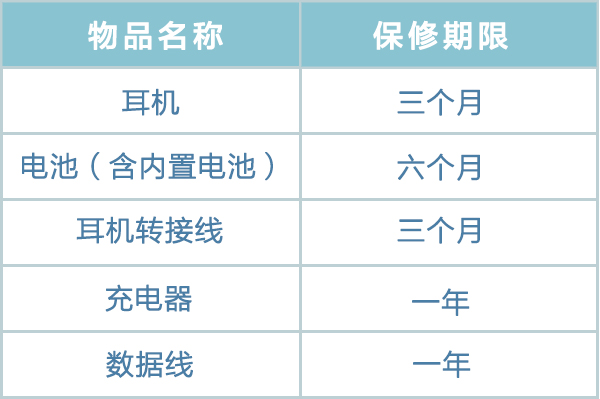 物品名称 保修期限
耳机 三个月
电池（含内置电池） 六个月
耳机转接线 三个月
充电器 一年
数据线 一年